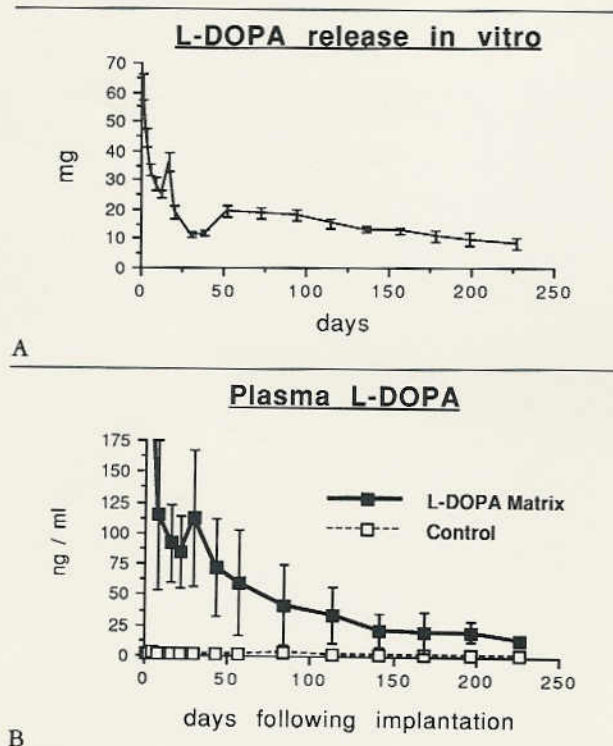 L-DOPA release in vitro
70
60
50
40
30
20
10
0
mg
0 50 100 150 200 250
days
A
Plasma L-DOPA
175
150
125
100
75
50
25
0
ng / ml
L-DOPA Matrix
Control
0 50 100 150 200 250
days following implantation
B